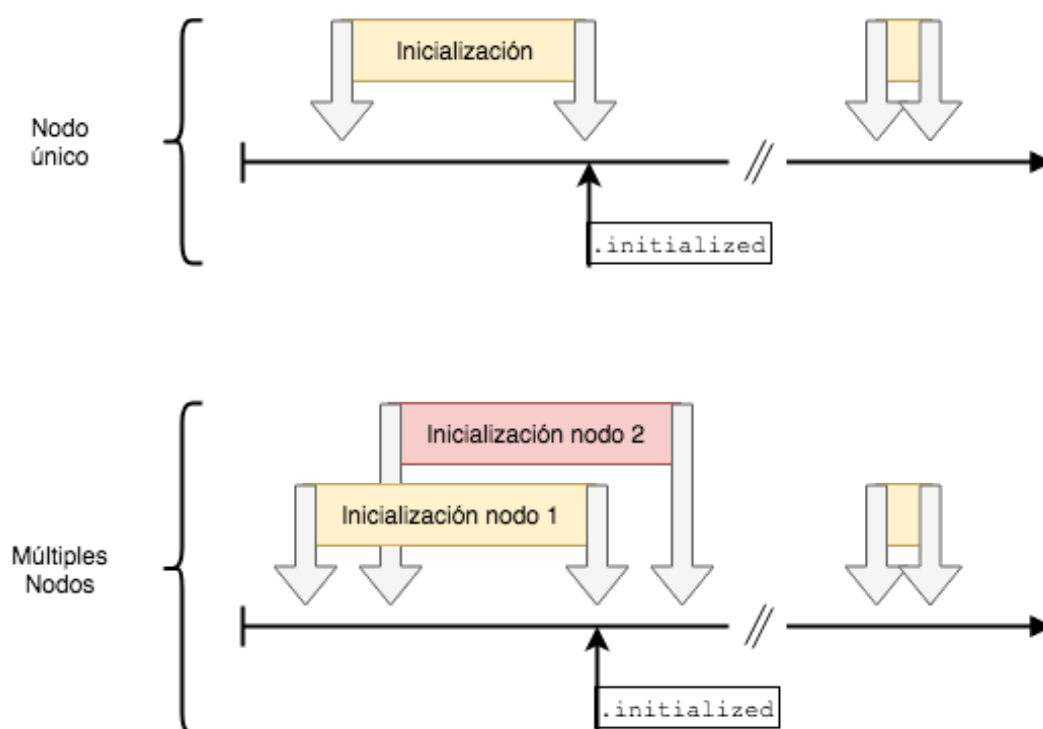 Inicialización
Nodo
único
.initialized
Inicialización nodo 2
Inicialización nodo 1
Múltiples
Nodos
.initialized